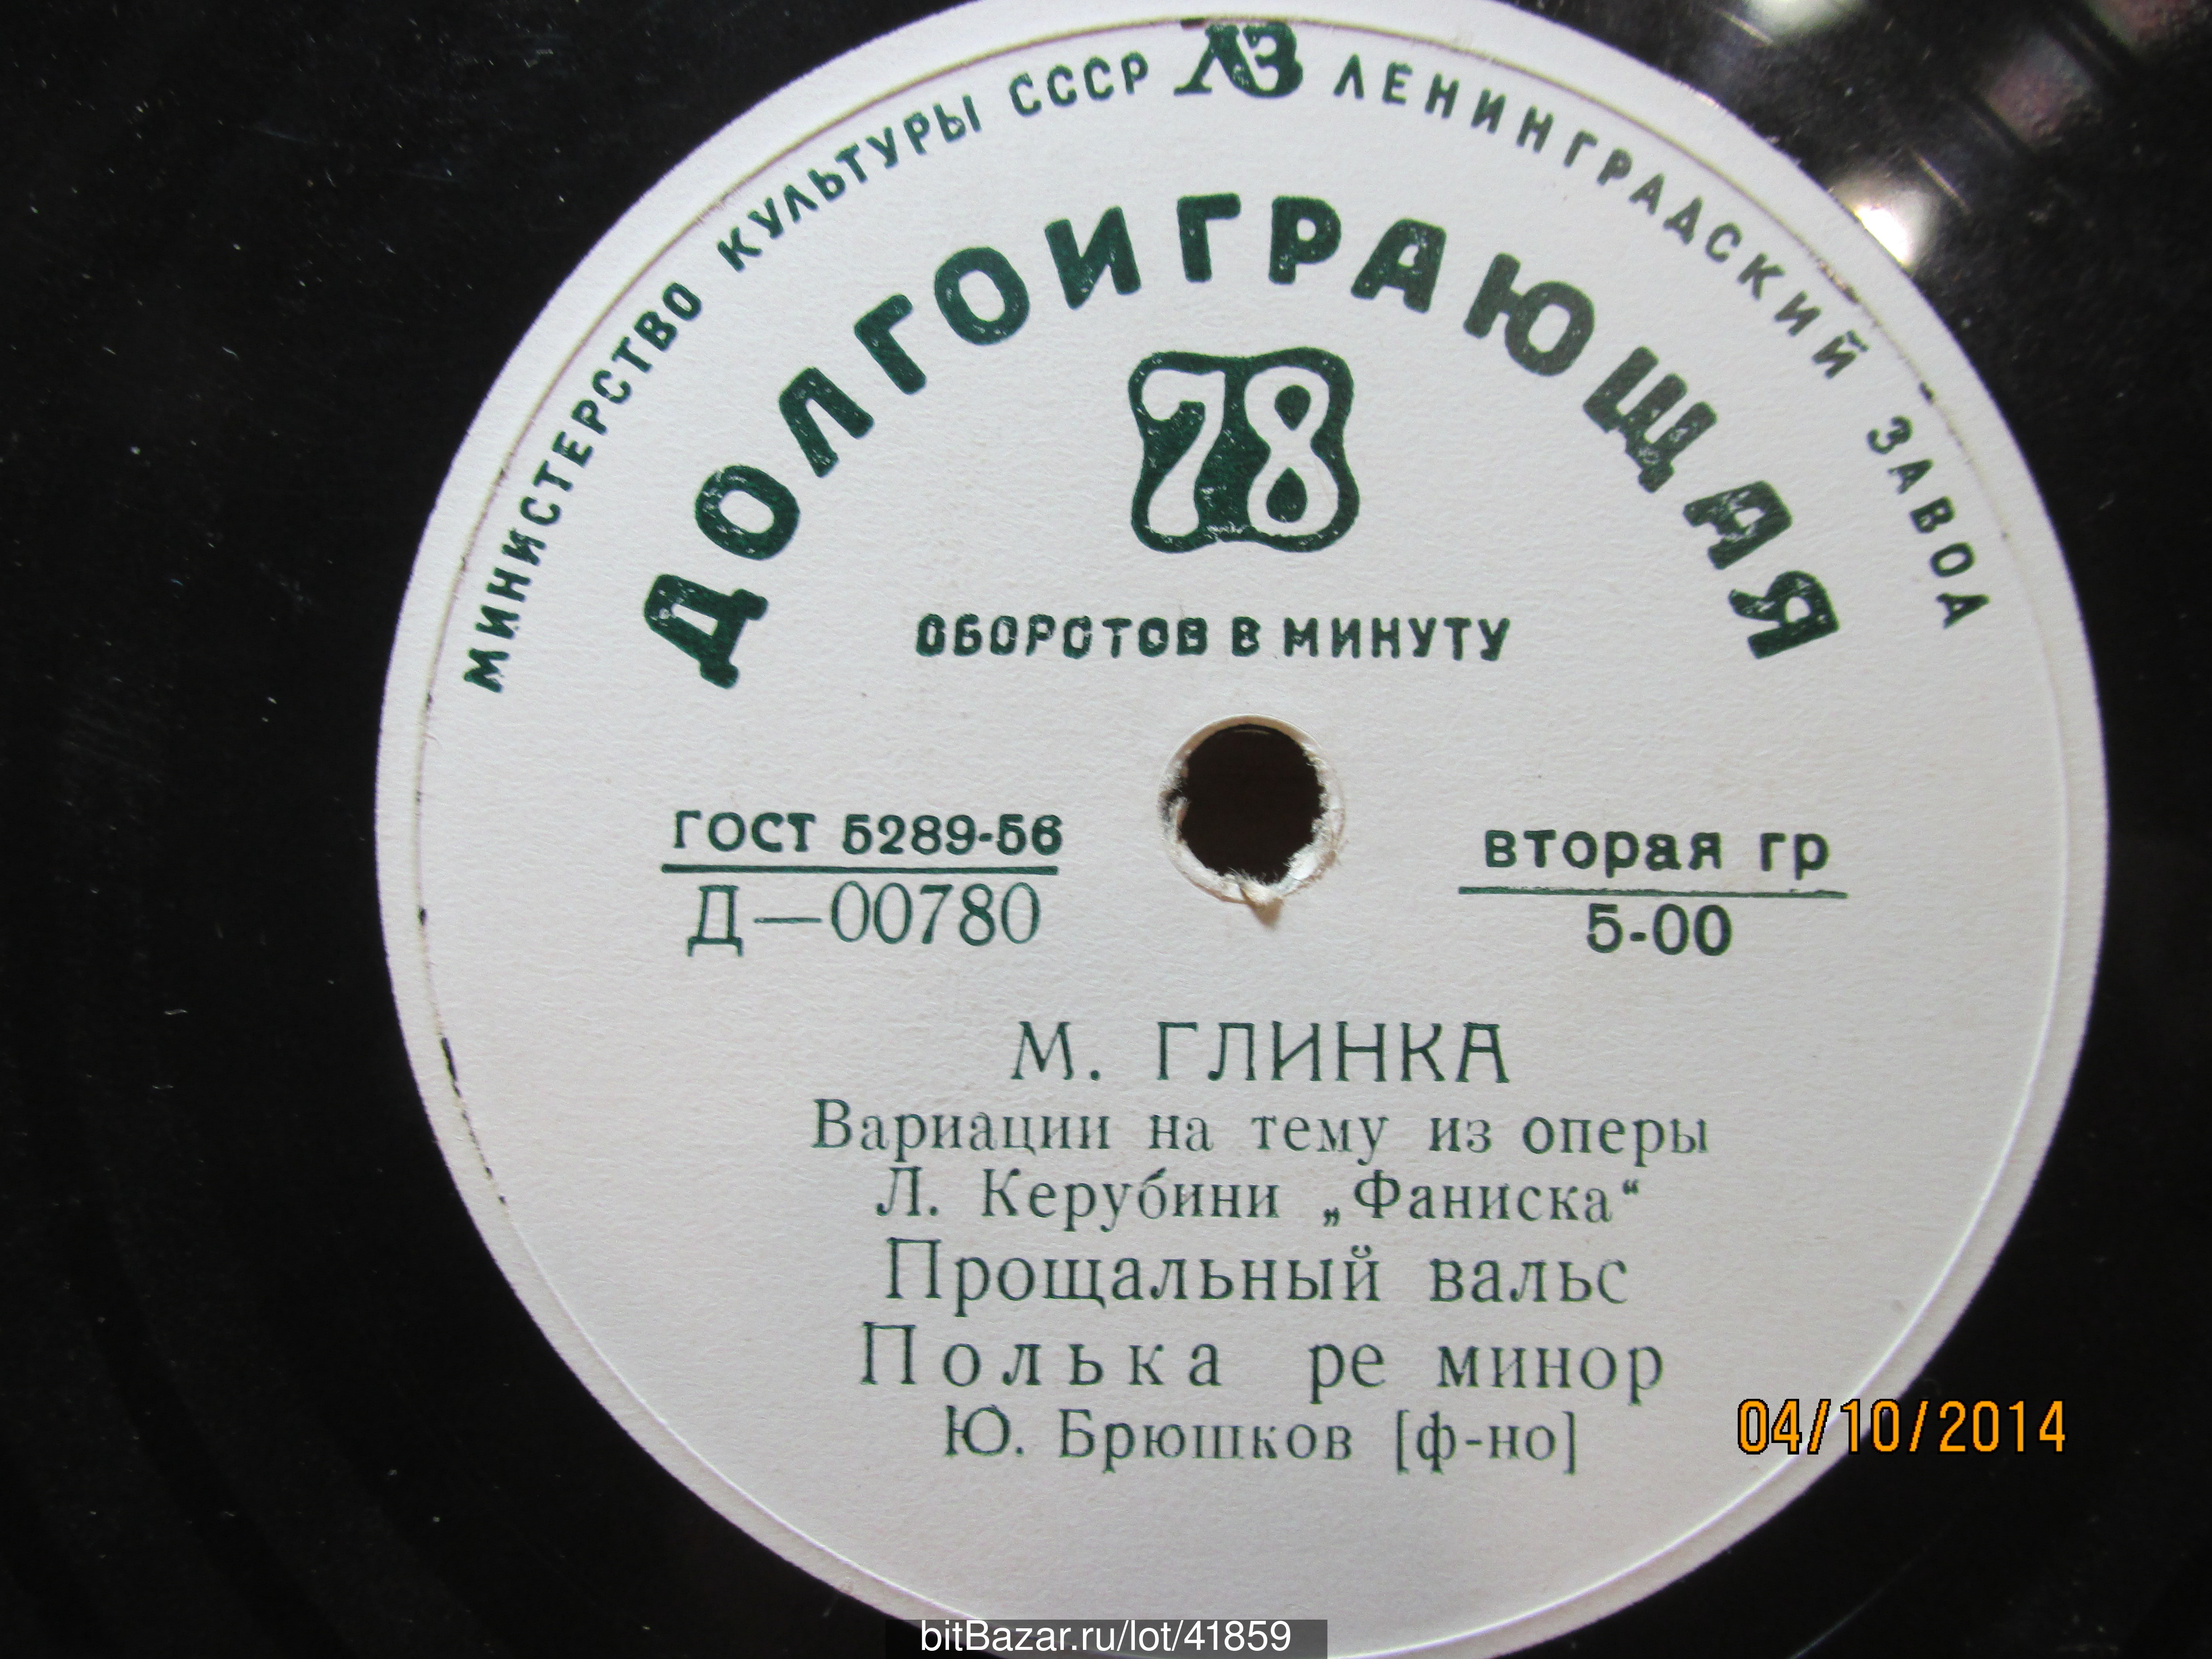 МИНИСТЕРСТВО КУЛЬТУРЫ СССР ЛЗ ЛЕНИНГРАДСКИЙ ЗАВОД
ДОЛГОИГРАЮЩАЯ
78
ОБОРОТОВ В МИНУТУ
ГОСТ 5289-56
Д—00780
вторая гр
5-00
М. ГЛИНКА
Вариации на тему из оперы
Л. Керубини „Фаниска“
Прощальный вальс
Полька ре минор
Ю. Брюшков [ф-но]
04/10/2014
bitBazar.ru/lot/41859